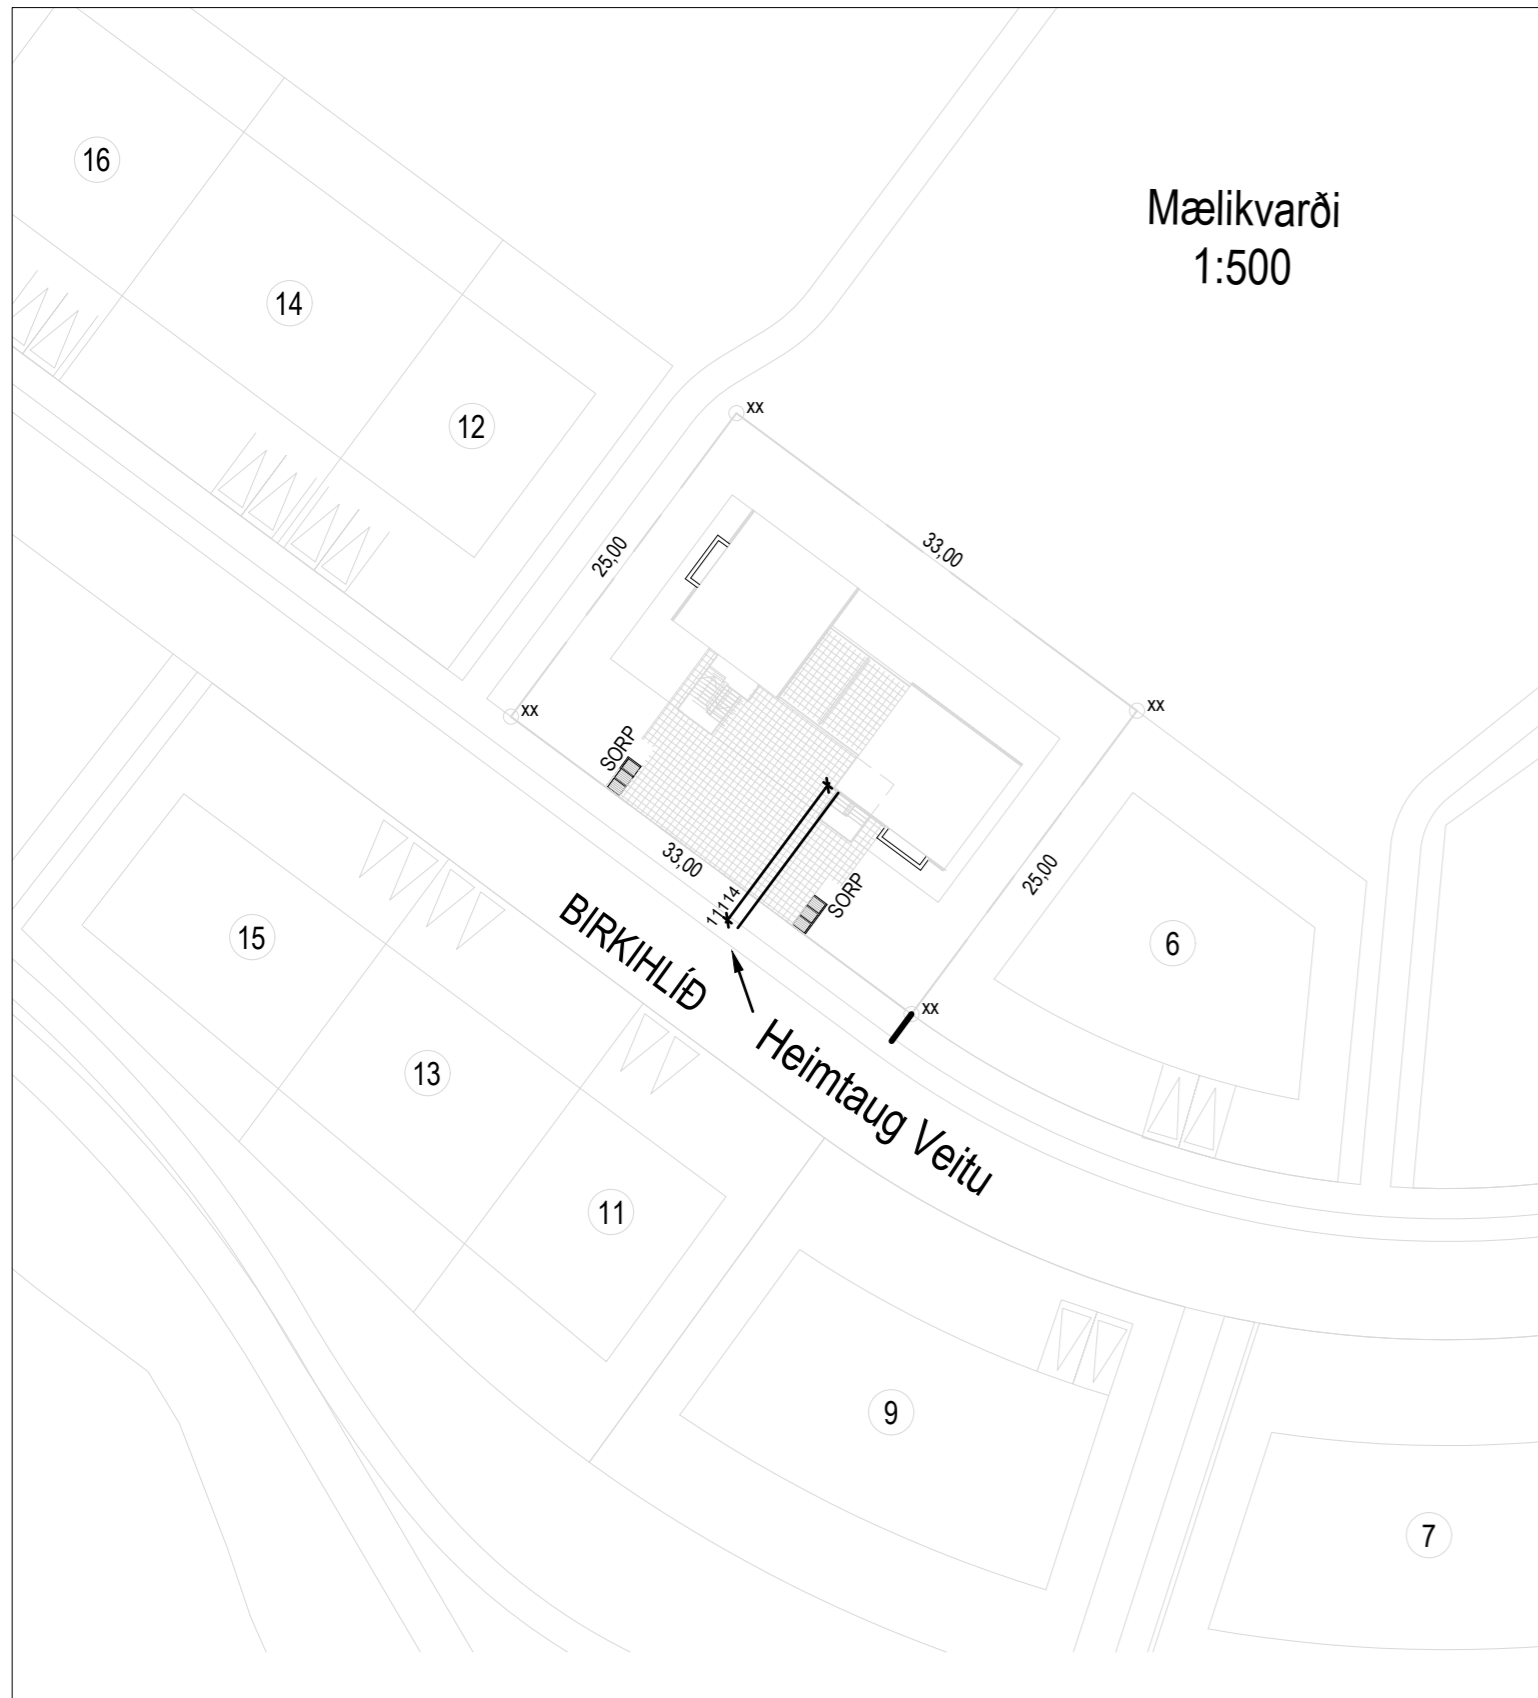 16
Mælikvarði
1:500
14
12
xx
33,00
25,00
xx
xx
SORP
33,00
25,00
SORP
11114
BIRKIHLÍÐ
15
6
xx
Heimtaug Veitu
13
11
9
7